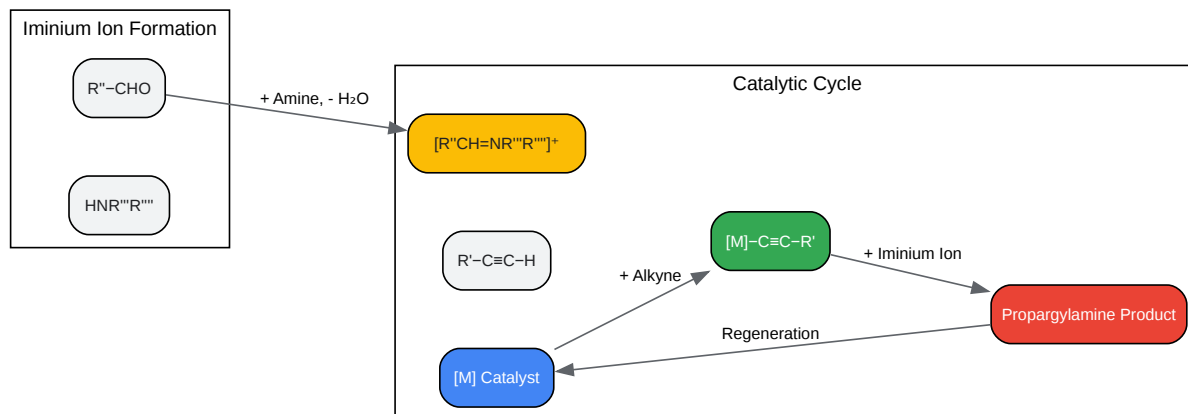 Iminium Ion Formation
R''−CHO
HNR'''R''''
+ Amine, - H₂O
Catalytic Cycle
[R''CH=NR'''R'''']⁺
R'−C≡C−H
[M] Catalyst
+ Alkyne
[M]−C≡C−R'
+ Iminium Ion
Propargylamine Product
Regeneration